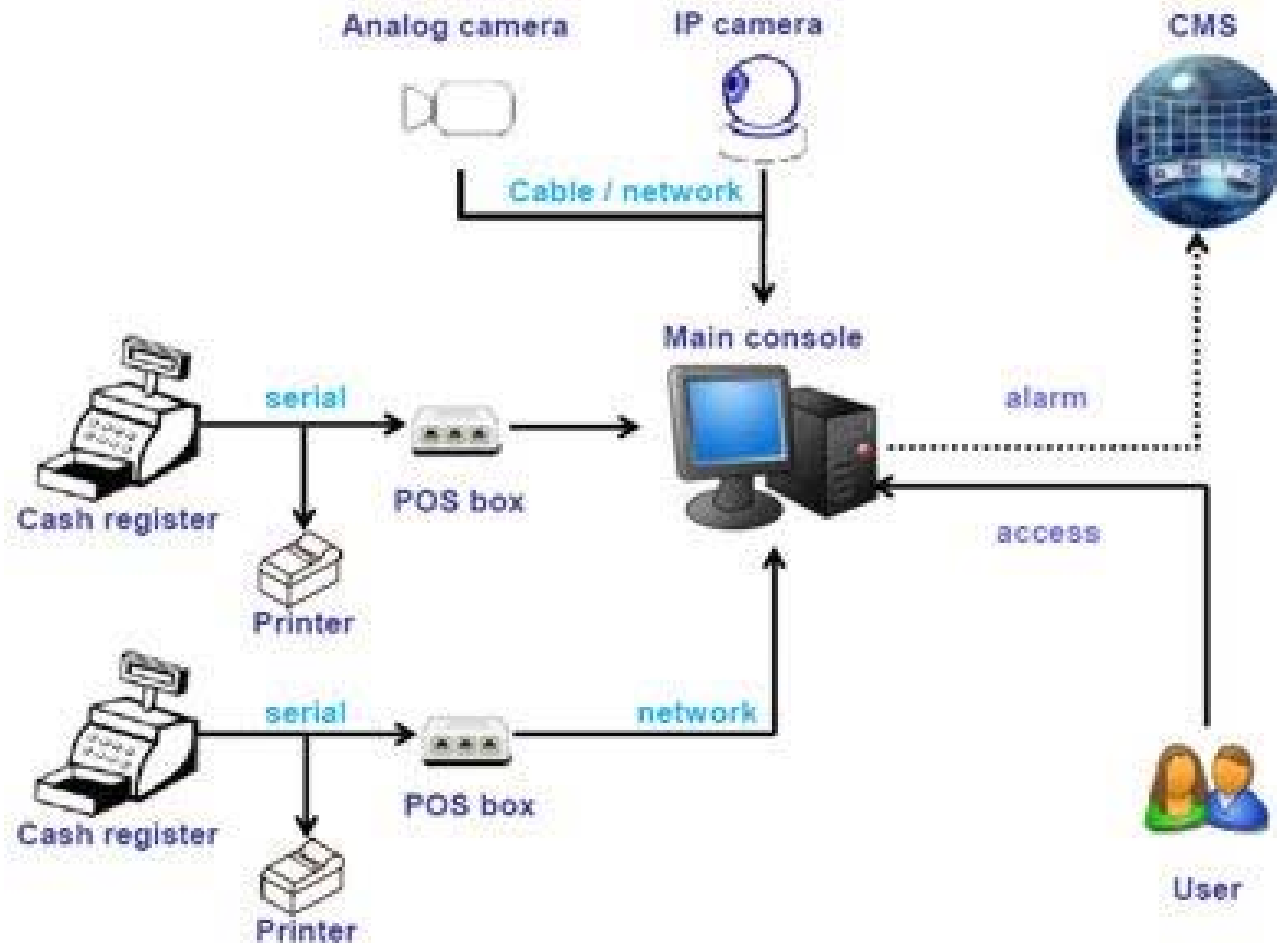 Analog camera
IP camera
CMS
Cable / network
Main console
serial
alarm
POS box
Cash register
access
Printer
serial
network
POS box
Cash register
User
Printer